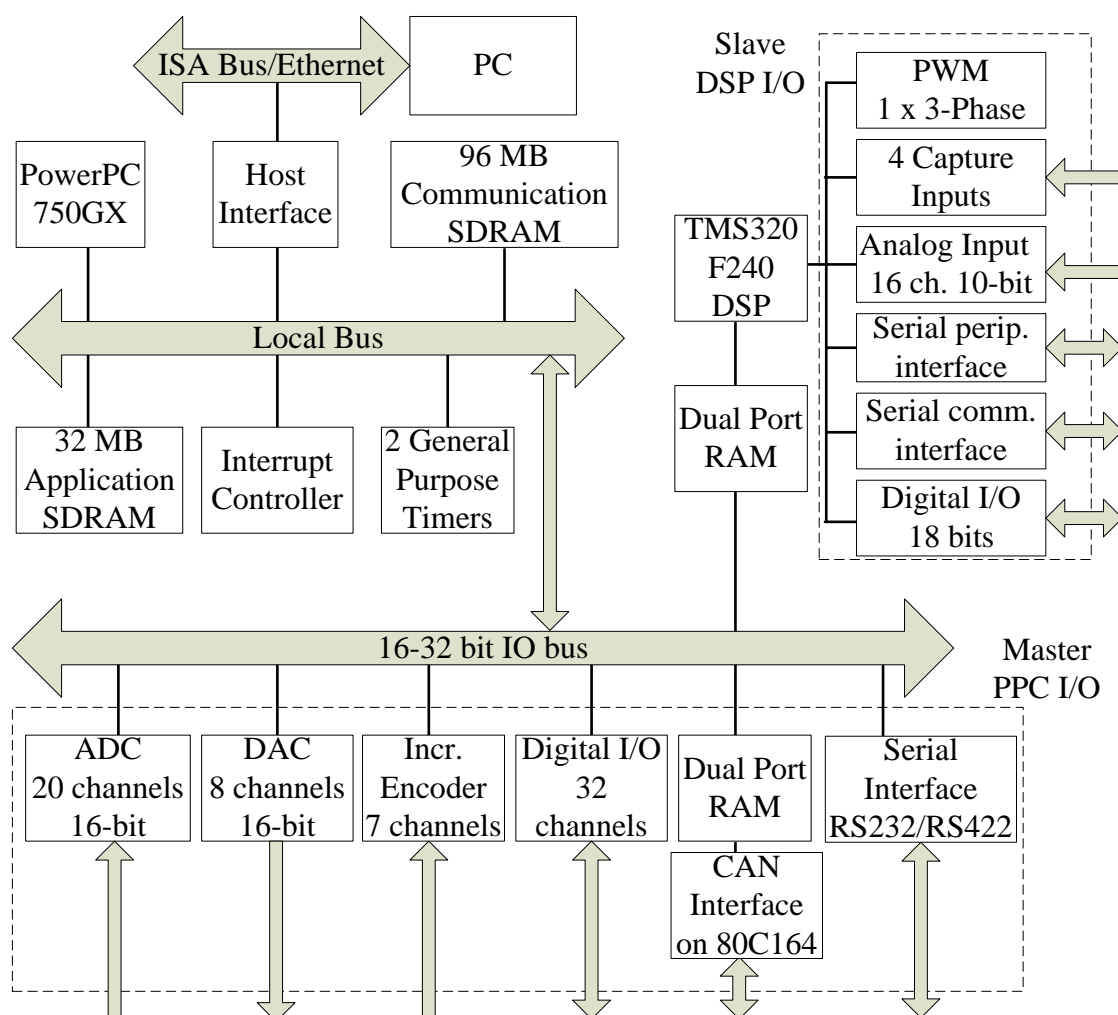 ISA Bus/Ethernet
PC
PowerPC
750GX
Host
Interface
96 MB
Communication
SDRAM
Local Bus
32 MB
Application
SDRAM
Interrupt
Controller
2 General
Purpose
Timers
Slave
DSP I/O
TMS320
F240
DSP
Dual Port
RAM
PWM
1 x 3-Phase
4 Capture
Inputs
Analog Input
16 ch. 10-bit
Serial perip.
interface
Serial comm.
interface
Digital I/O
18 bits
16-32 bit IO bus
Master
PPC I/O
ADC
20 channels
16-bit
DAC
8 channels
16-bit
Incr.
Encoder
7 channels
Digital I/O
32
channels
Dual Port
RAM
CAN
Interface
on 80C164
Serial
Interface
RS232/RS422